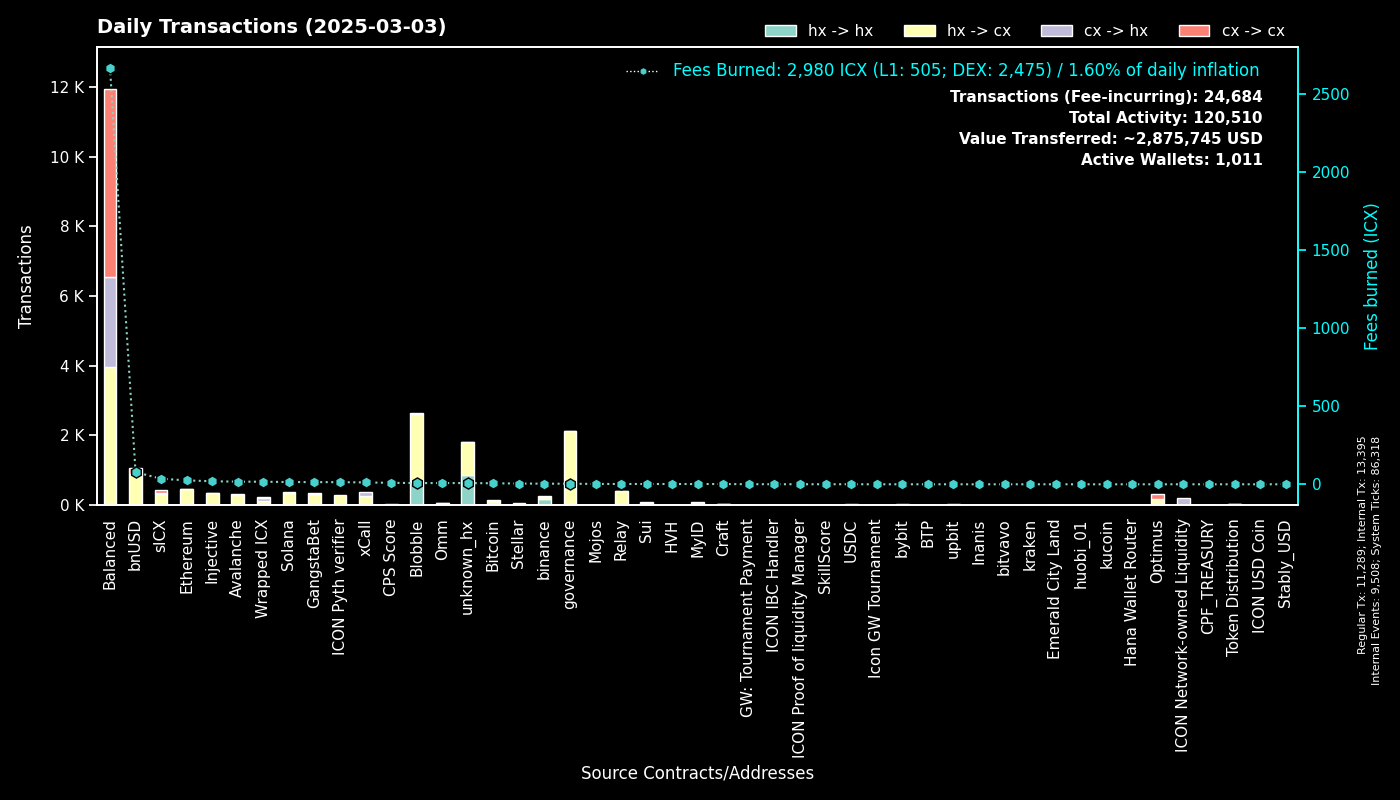 Daily Transactions (2025-03-03)
hx -> hx
hx -> cx
cx -> hx
cx -> cx
Fees Burned: 2,980 ICX (L1: 505; DEX: 2,475) / 1.60% of daily inflation
Transactions (Fee-incurring): 24,684
Total Activity: 120,510
Value Transferred: ~2,875,745 USD
Active Wallets: 1,011
Transactions
12 K
10 K
8 K
6 K
4 K
2 K
0 K
2500
2000
1500
1000
500
0
Fees burned (ICX)
Balanced
bnUSD
sICX
Ethereum
Injective
Avalanche
Wrapped ICX
Solana
GangstaBet
ICON Pyth verifier
xCall
CPS Score
Blobble
Omm
unknown_hx
Bitcoin
Stellar
binance
governance
Mojos
Relay
Sui
HVH
MyID
Craft
GW: Tournament Payment
ICON IBC Handler
ICON Proof of liquidity Manager
SkillScore
USDC
Icon GW Tournament
bybit
BTP
upbit
Inanis
bitvavo
kraken
Emerald City Land
huobi_01
kucoin
Hana Wallet Router
Optimus
ICON Network-owned Liquidity
CPF_TREASURY
Token Distribution
ICON USD Coin
Stably_USD
Source Contracts/Addresses
Regular Tx: 11,289; Internal Tx: 13,395
Internal Events: 9,508; System Ticks: 86,318